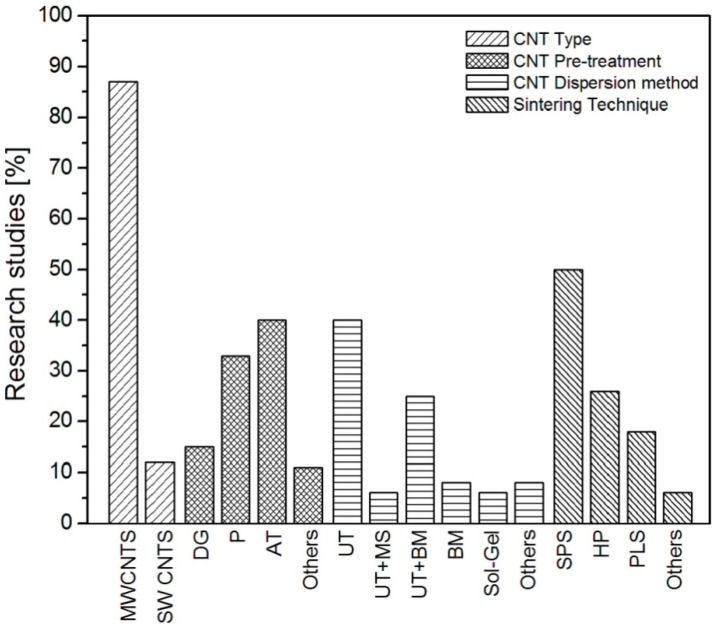 100
90
80
70
60
50
40
30
20
10
0
Research studies [%]
CNT Type
CNT Pre-treatment
CNT Dispersion method
Sintering Technique
MWCNTS
SW CNTS
DG
P
AT
Others
UT
UT+MS
UT+BM
BM
Sol-Gel
Others
SPS
HP
PLS
Others